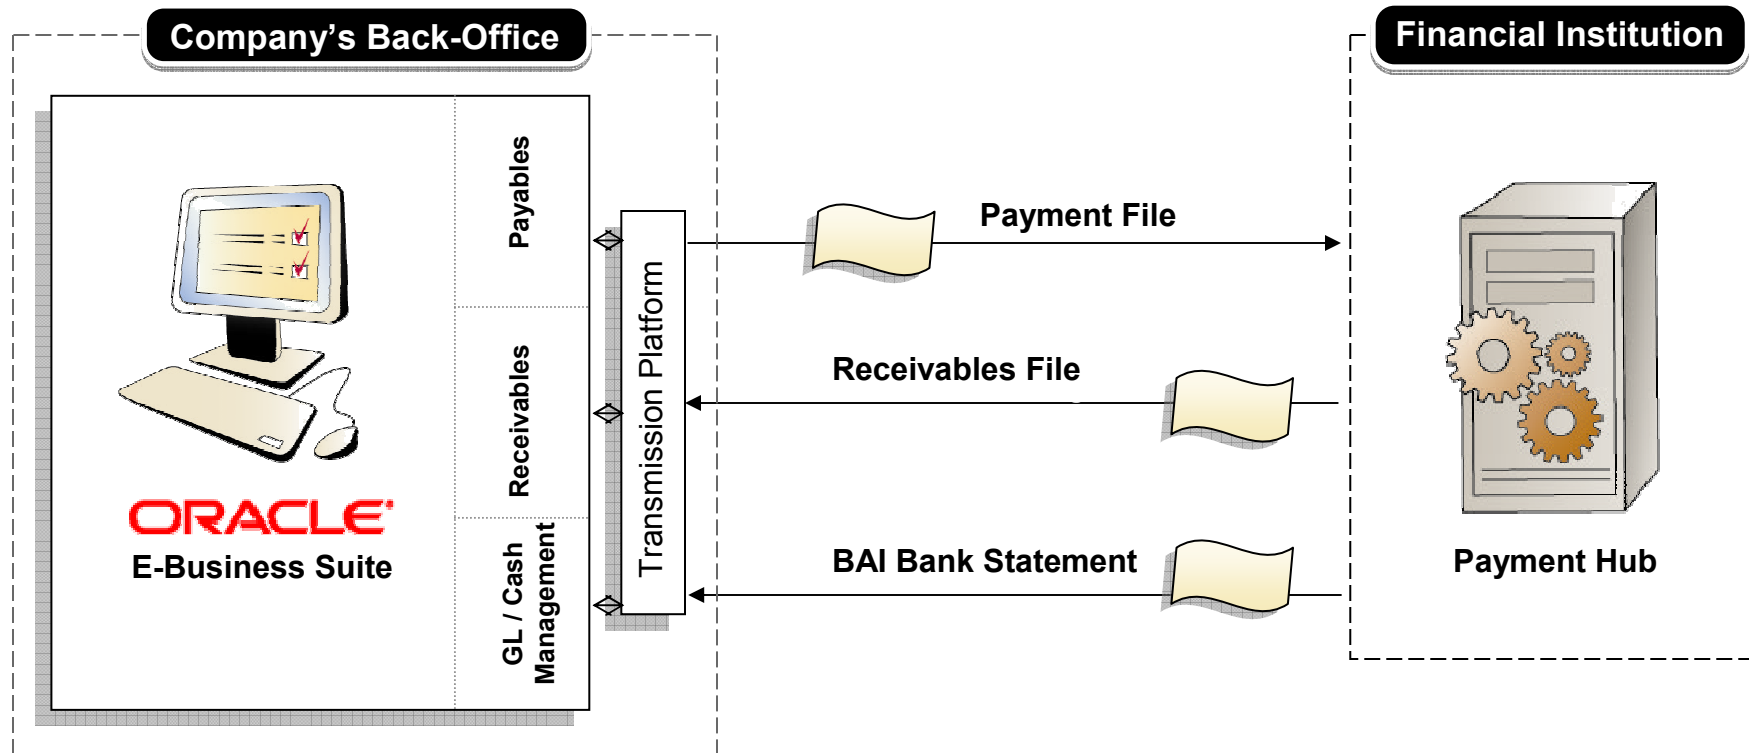 Company’s Back-Office
Financial Institution
Payables
Receivables
GL / Cash
Management
Transmission Platform
ORACLE
E-Business Suite
Payment File
Receivables File
BAI Bank Statement
Payment Hub